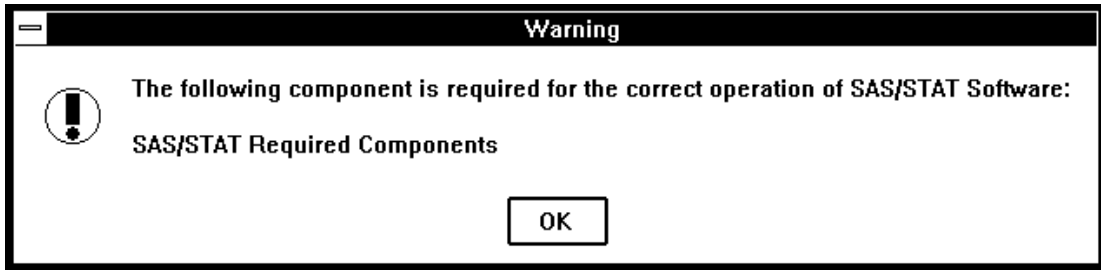 Warning
The following component is required for the correct operation of SAS/STAT Software:
SAS/STAT Required Components
OK